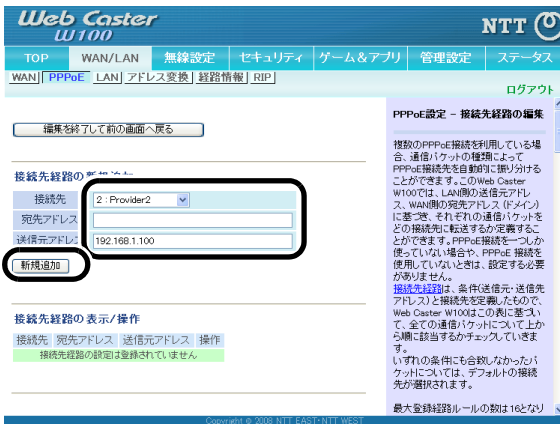 Web Caster
W100
NTT
TOP WAN/LAN 無線設定 セキュリティ ゲーム&アプリ 管理設定 ステータス
WAN| PPPoE LAN| アドレス変換| 経路情報| RIP|
ログアウト
編集を終了して前の画面へ戻る
接続先経路の新規追加
接続先 2 : Provider2
宛先アドレス
送信元アドレス 192.168.1.100
新規追加
接続先経路の表示/操作
接続先 宛先アドレス 送信元アドレス 操作
接続先経路の設定は登録されていません
PPPoE設定 – 接続先経路の編集
複数のPPPoE接続を利用している場
合、通信パケットの種類によって
PPPoE接続先を自動的に振り分ける
ことができます。このWeb Caster
W100では、LAN側の送信元アドレ
ス、WAN側の宛先アドレス(ドメイン)
に基づき、それぞれの通信パケットを
どの接続先に転送するか定義するこ
とができます。PPPoE接続を一つしか
使っていない場合や、PPPoE 接続を
使用していないときは、設定する必要
がありません。
接続先経路は、条件(送信元・送信先
アドレス)と接続先を定義したもので、
Web Caster W100はこの表に基づい
て、全ての通信パケットについて上か
ら順に該当するかチェックしていきま
す。
いずれの条件にも合致しなかったパ
ケットについては、デフォルトの接続
先が選択されます。
最大登録経路ルールの数は16となり
Copyright © 2008 NTT EAST・NTT WEST